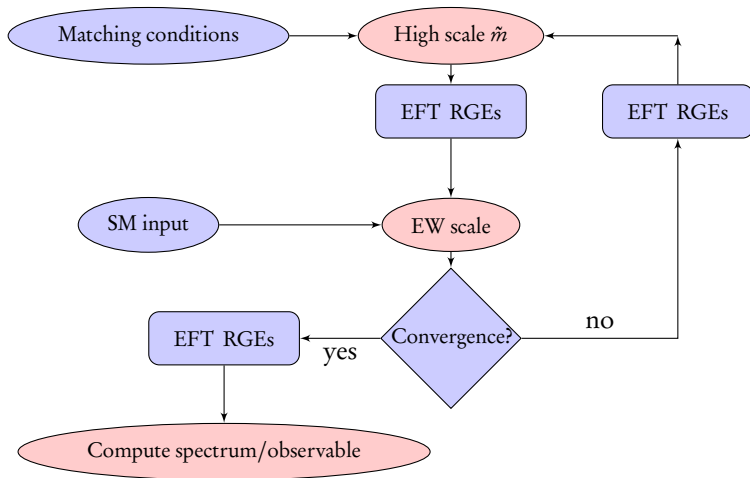 Matching conditions
High scale m̃
EFT RGEs
EFT RGEs
SM input
EW scale
Convergence?
no
yes
EFT RGEs
Compute spectrum/observable